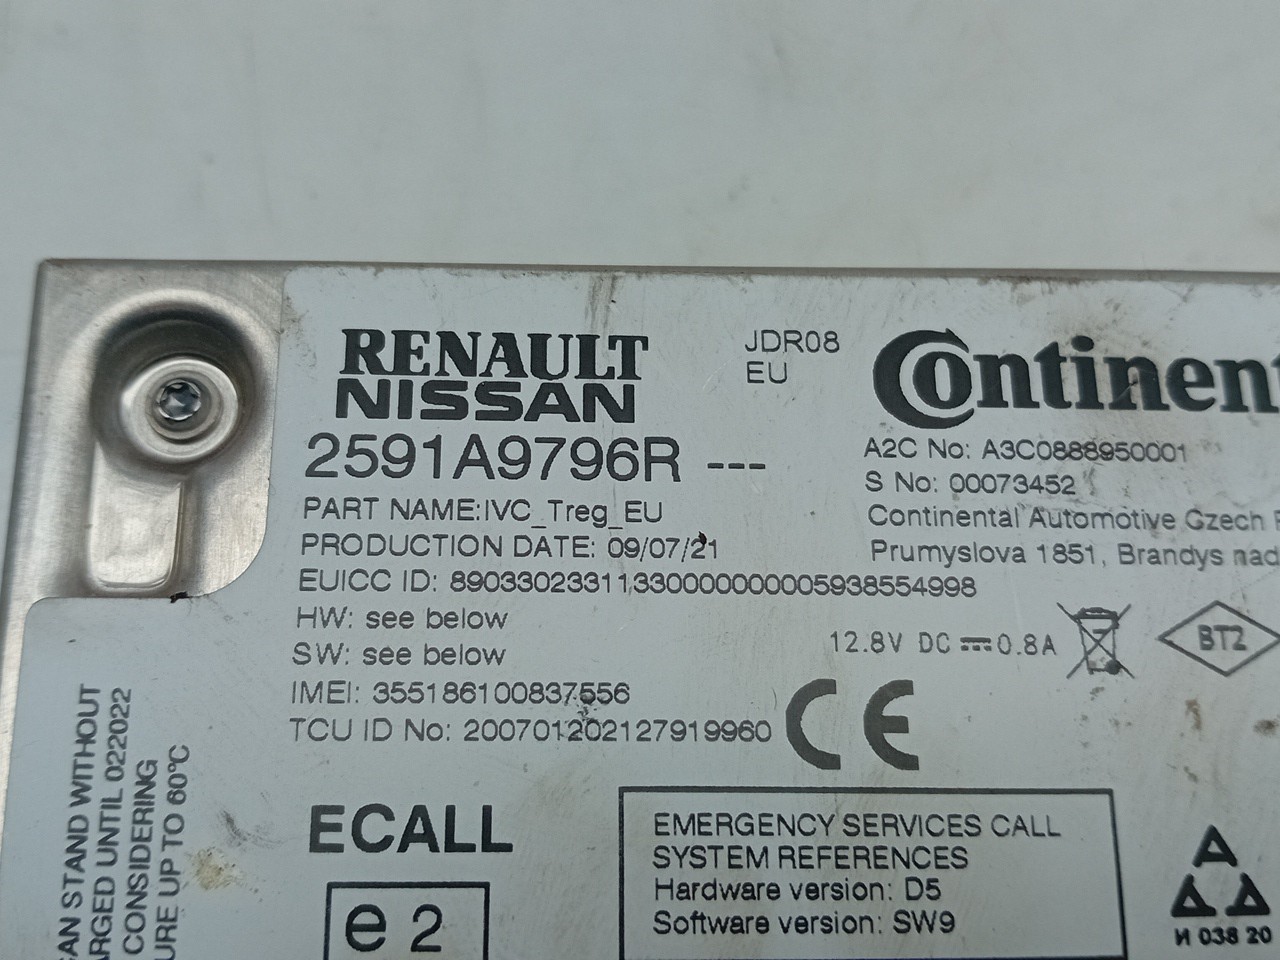 RENAULT
NISSAN
2591A9796R ---
PART NAME:IVC_Treg_EU
PRODUCTION DATE: 09/07/21
EUICC ID: 89033023311330000000005938554998
HW: see below
SW: see below
IMEI: 355186100837556
TCU ID No: 200701202127919960
JDR08
EU
Continent
A2C No: A3C0888950001
S No: 00073452
Continental Automotive Czech
Prumyslova 1851, Brandys nad
12.8V DC 0.8A
BT2
CE
ECALL
e2
EMERGENCY SERVICES CALL
SYSTEM REFERENCES
Hardware version: D5
Software version: SW9
A
И 038 20
CAN STAND WITHOUT
ARGED UNTIL 022022
CONSIDERING
URE UP TO 60°C